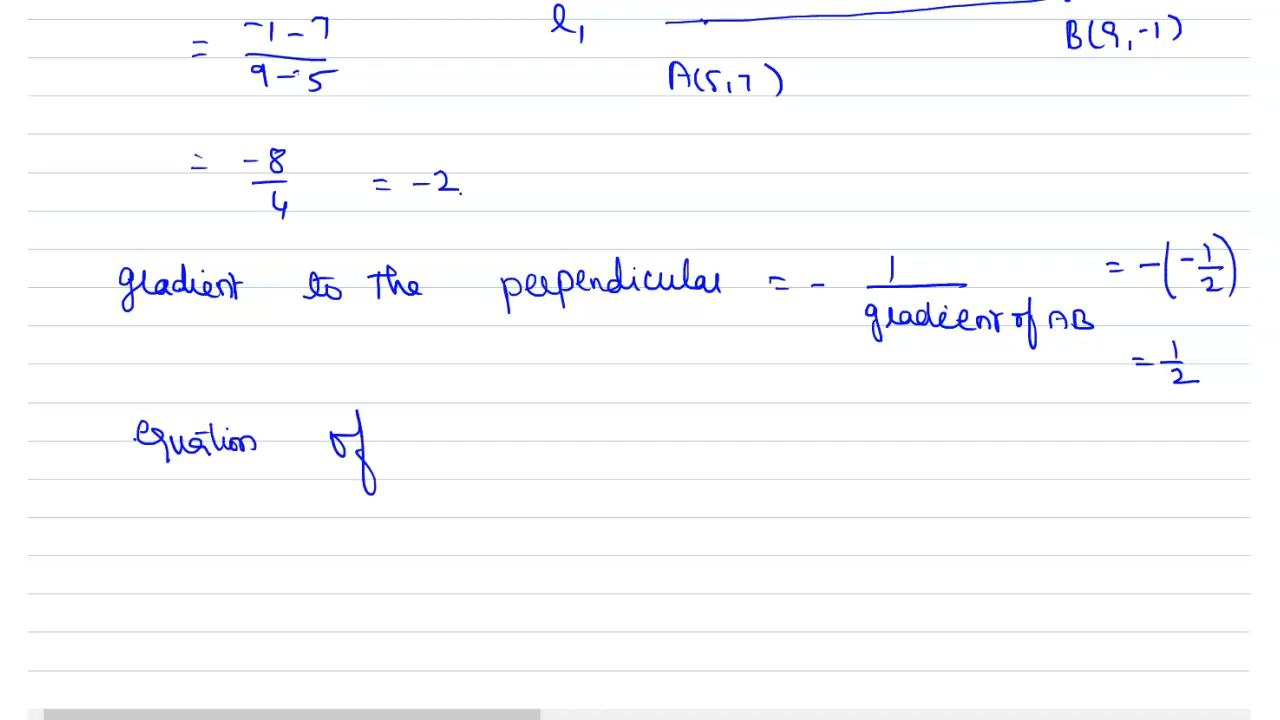 = -1-7 / 9-5 l₁ B(9,-1)
A(5,7)
= -8/4 = -2.
gradient to the perpendicular = - 1 / gradient of AB = -(-1/2)
= 1/2
equation of